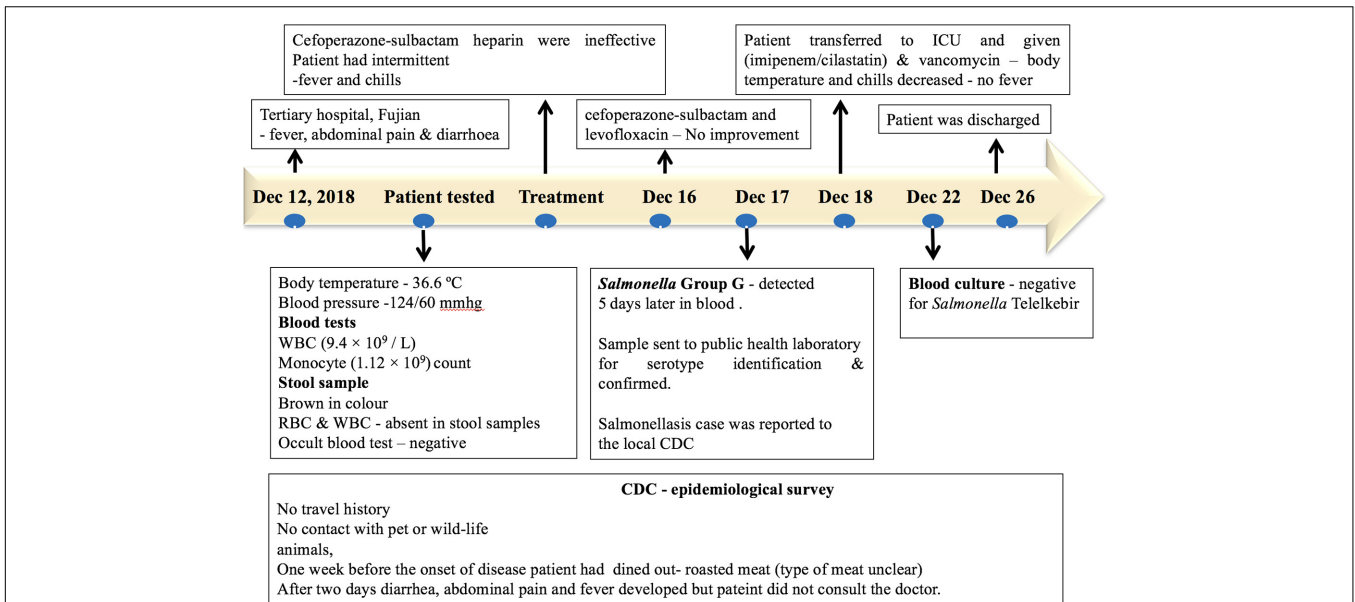 Cefoperazone-sulbactam heparin were ineffective
Patient had intermittent
-fever and chills
Patient transferred to ICU and given
(imipenem/cilastatin) & vancomycin – body
temperature and chills decreased - no fever
Tertiary hospital, Fujian
- fever, abdominal pain & diarrhoea
cefoperazone-sulbactam and
levofloxacin – No improvement
Patient was discharged
Dec 12, 2018 Patient tested Treatment Dec 16 Dec 17 Dec 18 Dec 22 Dec 26
Body temperature - 36.6 ºC
Blood pressure -124/60 mmhg
Blood tests
WBC (9.4 × 10⁹ / L)
Monocyte (1.12 × 10⁹) count
Stool sample
Brown in colour
RBC & WBC - absent in stool samples
Occult blood test – negative
Salmonella Group G - detected
5 days later in blood .
Sample sent to public health laboratory
for serotype identification &
confirmed.
Salmonellasis case was reported to
the local CDC
Blood culture - negative
for Salmonella Telelkebir
CDC - epidemiological survey
No travel history
No contact with pet or wild-life
animals,
One week before the onset of disease patient had dined out- roasted meat (type of meat unclear)
After two days diarrhea, abdominal pain and fever developed but pateint did not consult the doctor.